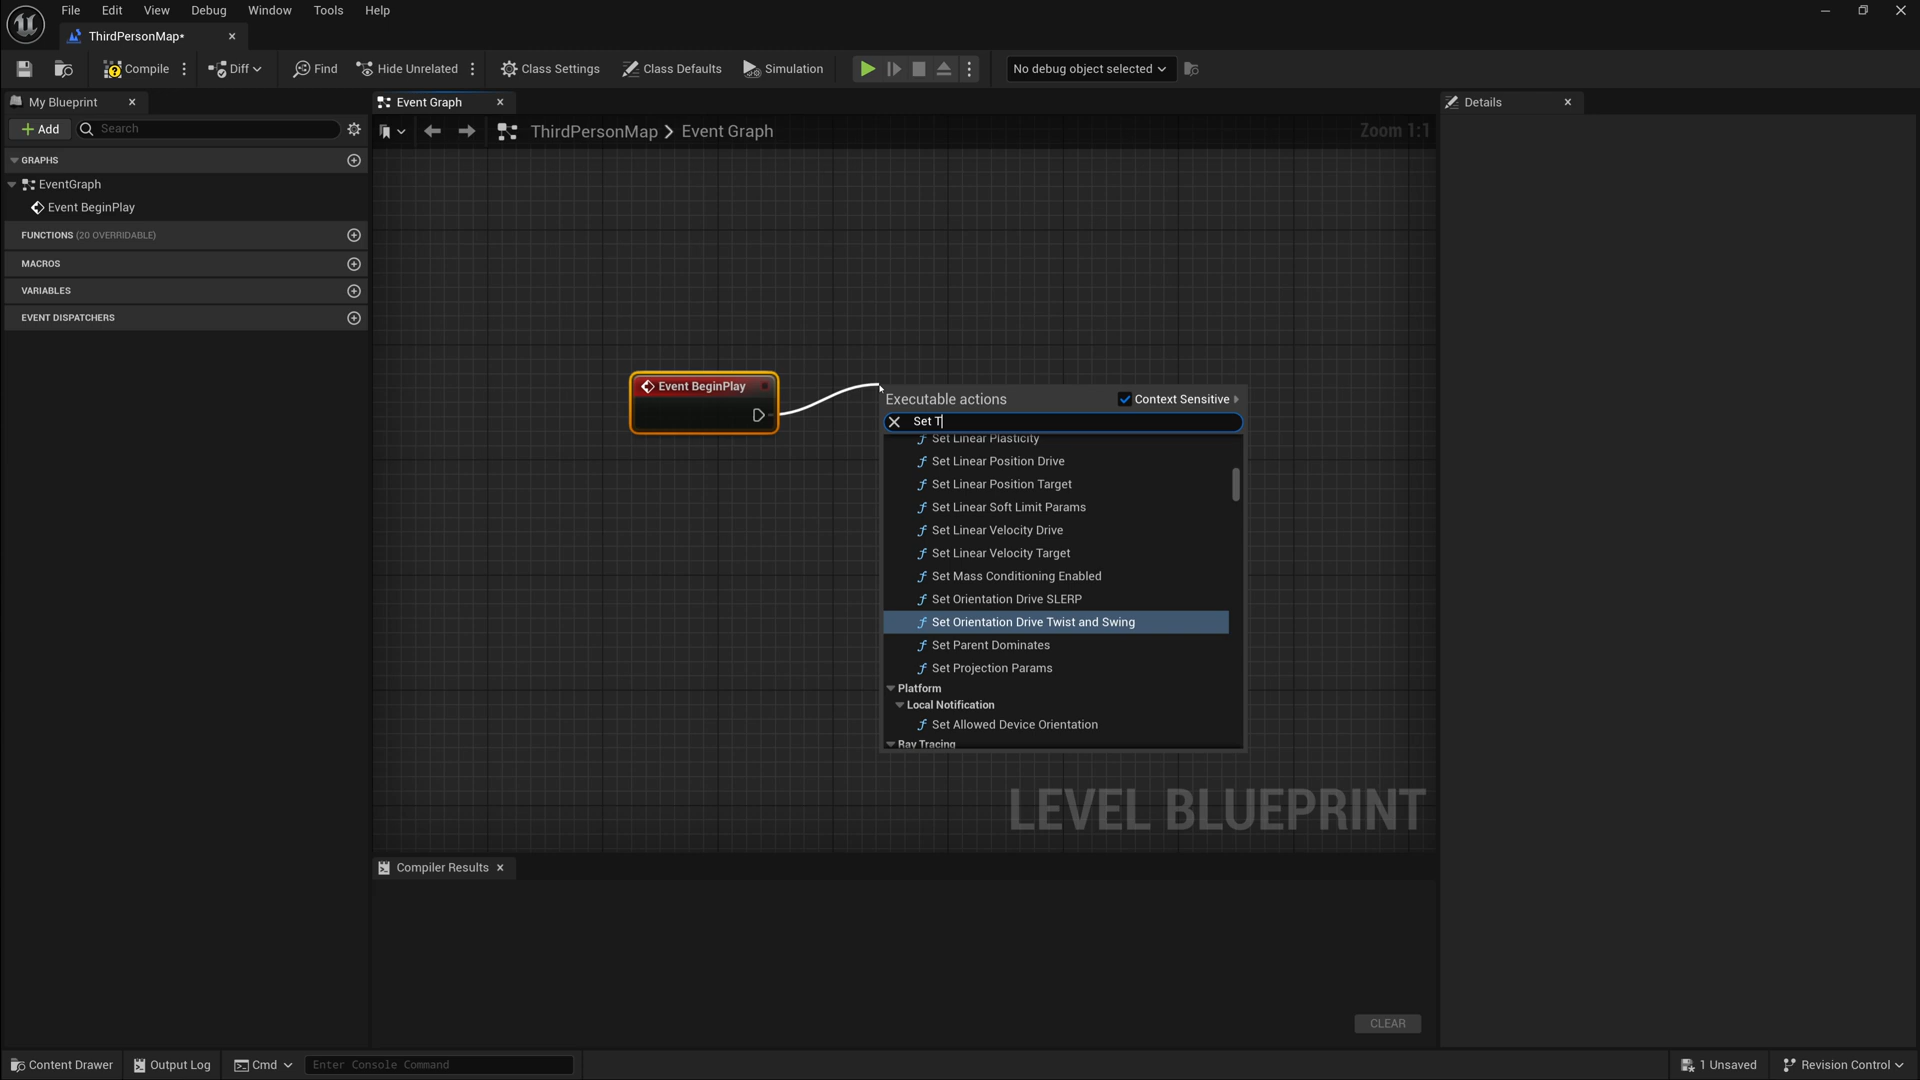 File Edit View Debug Window Tools Help
ThirdPersonMap*
Compile Diff Find Hide Unrelated Class Settings Class Defaults Simulation No debug object selected
My Blueprint
Event Graph
Details
Add Search
ThirdPersonMap > Event Graph
Zoom 1:1
GRAPHS
EventGraph
Event BeginPlay
FUNCTIONS (20 OVERRIDABLE)
MACROS
VARIABLES
EVENT DISPATCHERS
Event BeginPlay
Executable actions Context Sensitive
Set T
Set Linear Plasticity
Set Linear Position Drive
Set Linear Position Target
Set Linear Soft Limit Params
Set Linear Velocity Drive
Set Linear Velocity Target
Set Mass Conditioning Enabled
Set Orientation Drive SLERP
Set Orientation Drive Twist and Swing
Set Parent Dominates
Set Projection Params
Platform
Local Notification
Set Allowed Device Orientation
Ray Tracing
LEVEL BLUEPRINT
Compiler Results
CLEAR
Content Drawer Output Log Cmd Enter Console Command 1 Unsaved Revision Control